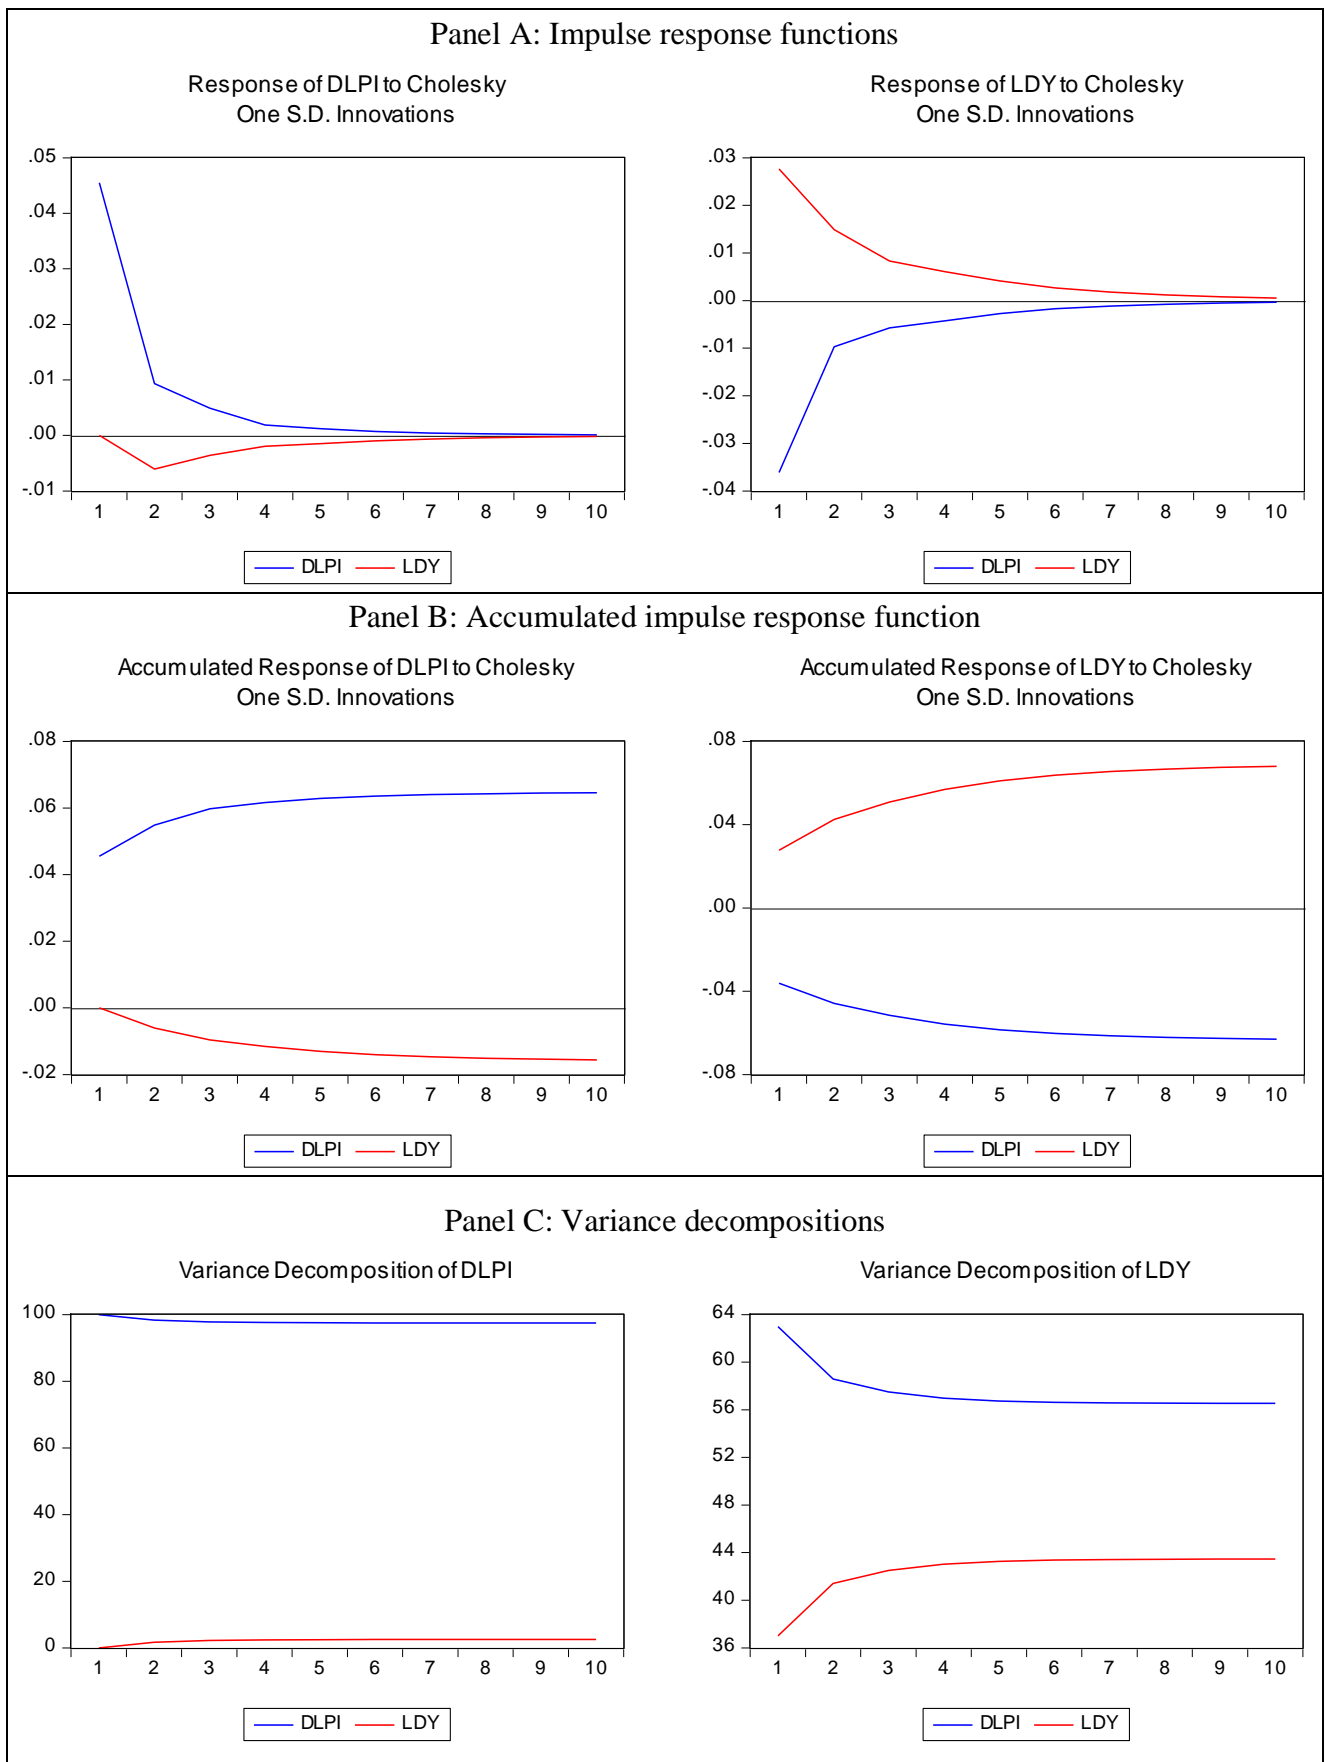 Panel A: Impulse response functions
Response of DLPI to Cholesky
One S.D. Innovations
.05
.04
.03
.02
.01
.00
-.01
1 2 3 4 5 6 7 8 9 10
DLPI LDY
Response of LDY to Cholesky
One S.D. Innovations
.03
.02
.01
.00
-.01
-.02
-.03
-.04
1 2 3 4 5 6 7 8 9 10
DLPI LDY
Panel B: Accumulated impulse response function
Accumulated Response of DLPI to Cholesky
One S.D. Innovations
.08
.06
.04
.02
.00
-.02
1 2 3 4 5 6 7 8 9 10
DLPI LDY
Accumulated Response of LDY to Cholesky
One S.D. Innovations
.08
.04
.00
-.04
-.08
1 2 3 4 5 6 7 8 9 10
DLPI LDY
Panel C: Variance decompositions
Variance Decomposition of DLPI
100
80
60
40
20
0
1 2 3 4 5 6 7 8 9 10
DLPI LDY
Variance Decomposition of LDY
64
60
56
52
48
44
40
36
1 2 3 4 5 6 7 8 9 10
DLPI LDY